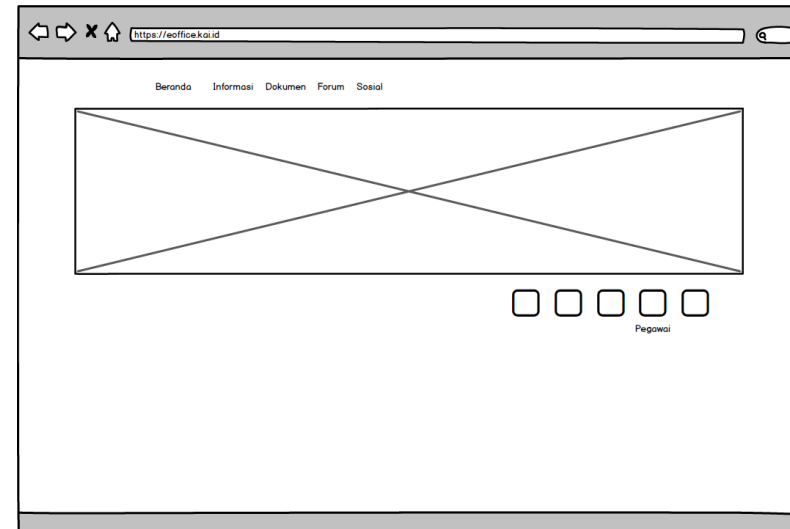 https://eoffice.kai.id
Beranda Informasi Dokumen Forum Sosial
Pegawai